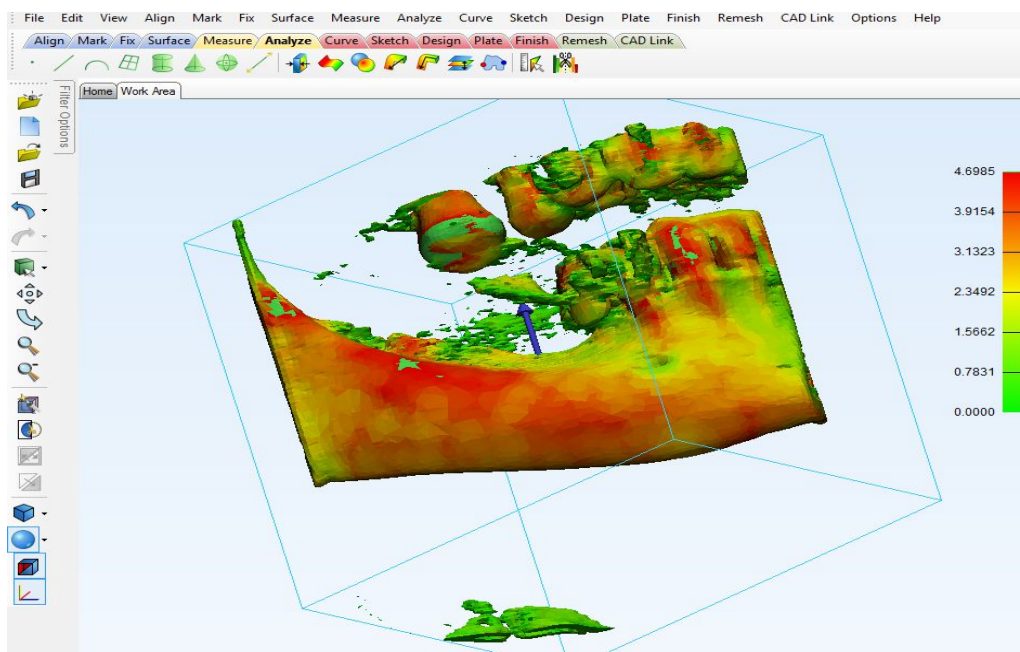 File Edit View Align Mark Fix Surface Measure Analyze Curve Sketch Design Plate Finish Remesh CAD Link Options Help
Align Mark Fix Surface Measure Analyze Curve Sketch Design Plate Finish Remesh CAD Link
Home Work Area
Filter Options
4.6985
3.9154
3.1323
2.3492
1.5662
0.7831
0.0000